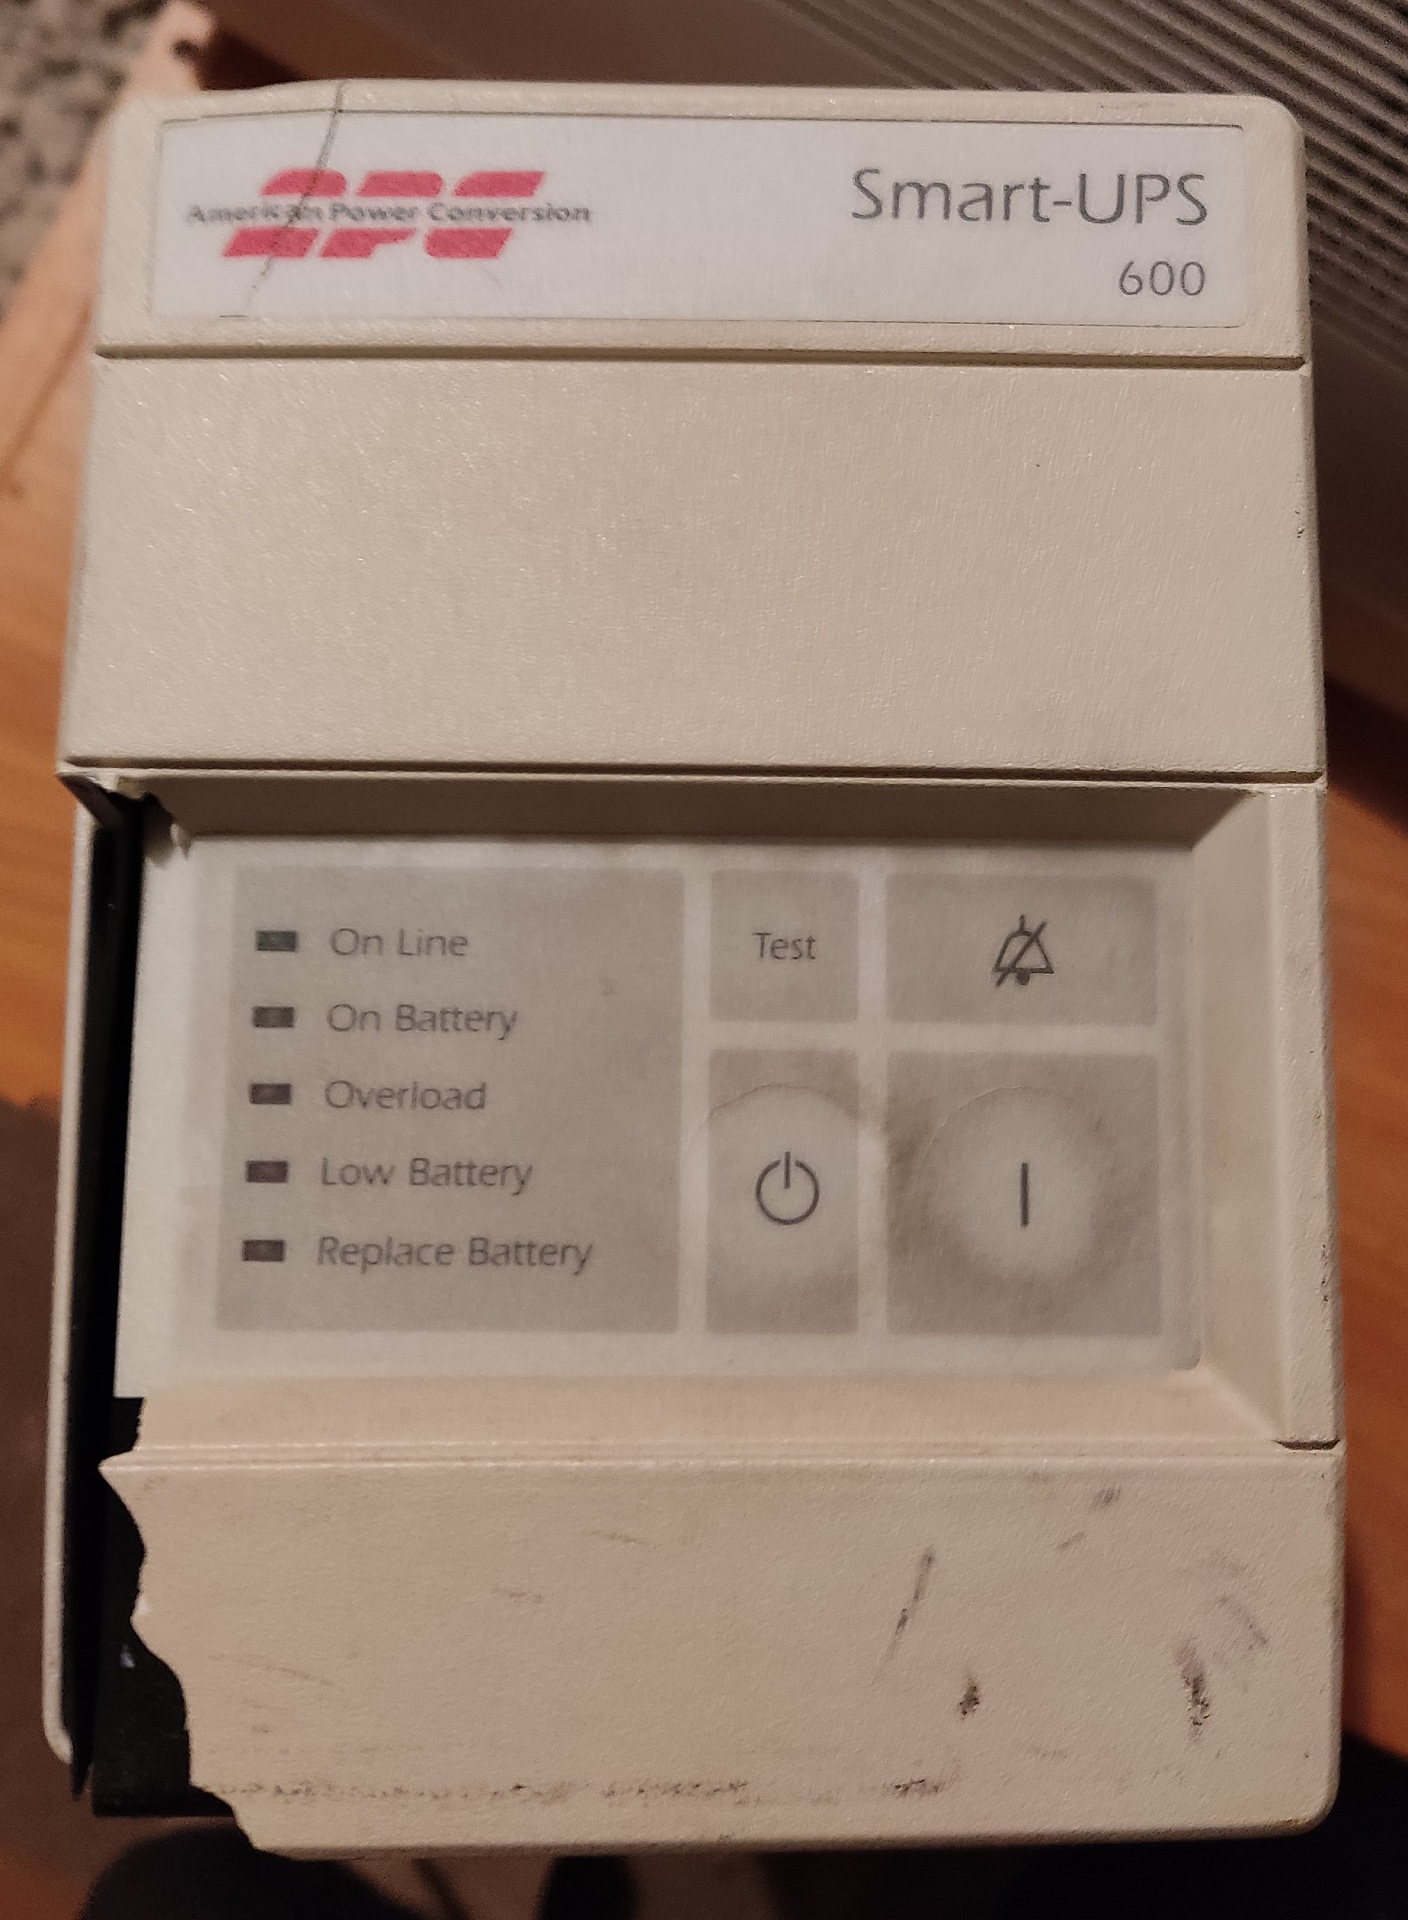 APC
American Power Conversion
Smart-UPS
600
On Line
On Battery
Overload
Low Battery
Replace Battery
Test